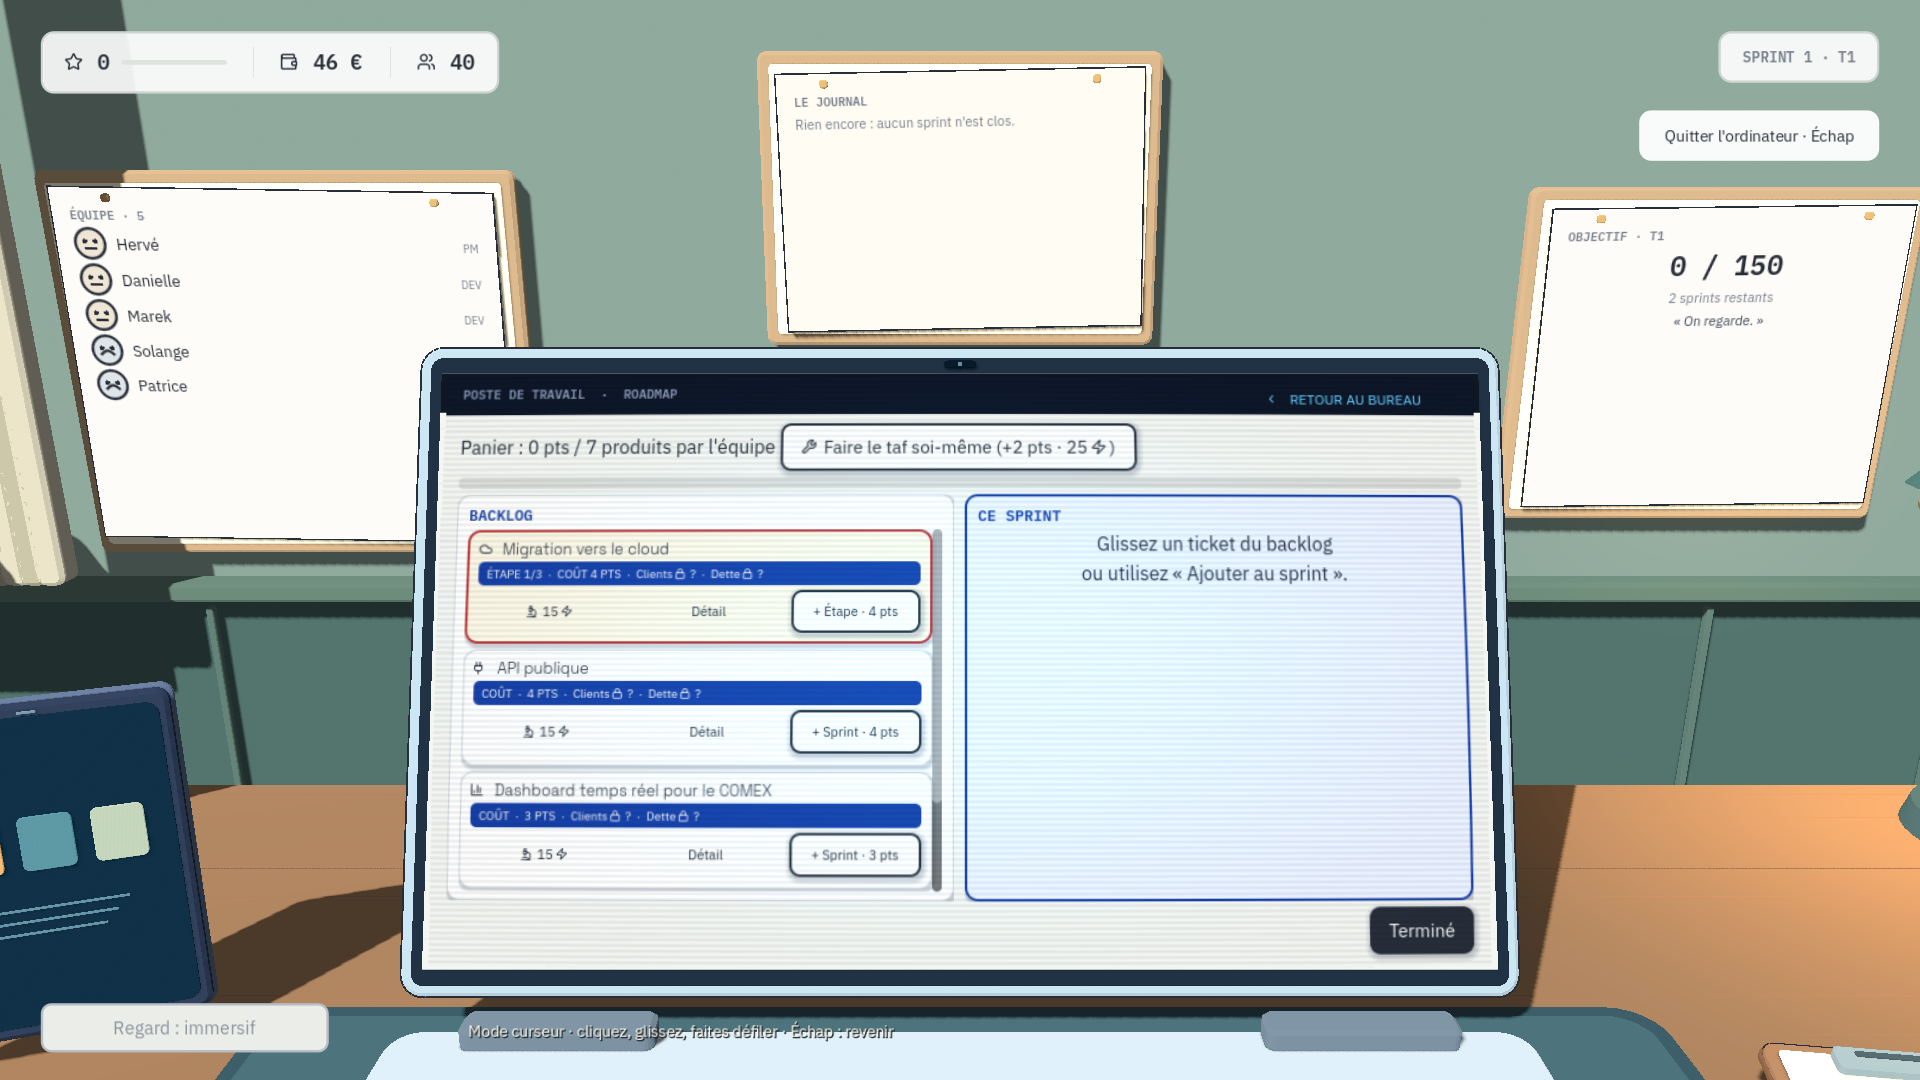 0
46 €
40
SPRINT 1 · T1
Quitter l'ordinateur · Échap
LE JOURNAL
Rien encore : aucun sprint n'est clos.
ÉQUIPE · 5
Hervé
PM
Danielle
DEV
Marek
DEV
Solange
Patrice
OBJECTIF · T1
0 / 150
2 sprints restants
« On regarde. »
POSTE DE TRAVAIL · ROADMAP
RETOUR AU BUREAU
Panier : 0 pts / 7 produits par l'équipe
Faire le taf soi-même (+2 pts · 25 )
BACKLOG
Migration vers le cloud
ÉTAPE 1/3 · COÛT 4 PTS · Clients ? · Dette ?
15
Détail
+ Étape · 4 pts
API publique
COÛT · 4 PTS · Clients ? · Dette ?
15
Détail
+ Sprint · 4 pts
Dashboard temps réel pour le COMEX
COÛT · 3 PTS · Clients ? · Dette ?
15
Détail
+ Sprint · 3 pts
CE SPRINT
Glissez un ticket du backlog
ou utilisez « Ajouter au sprint ».
Terminé
Regard : immersif
Mode curseur · cliquez, glissez, faites défiler · Échap : revenir